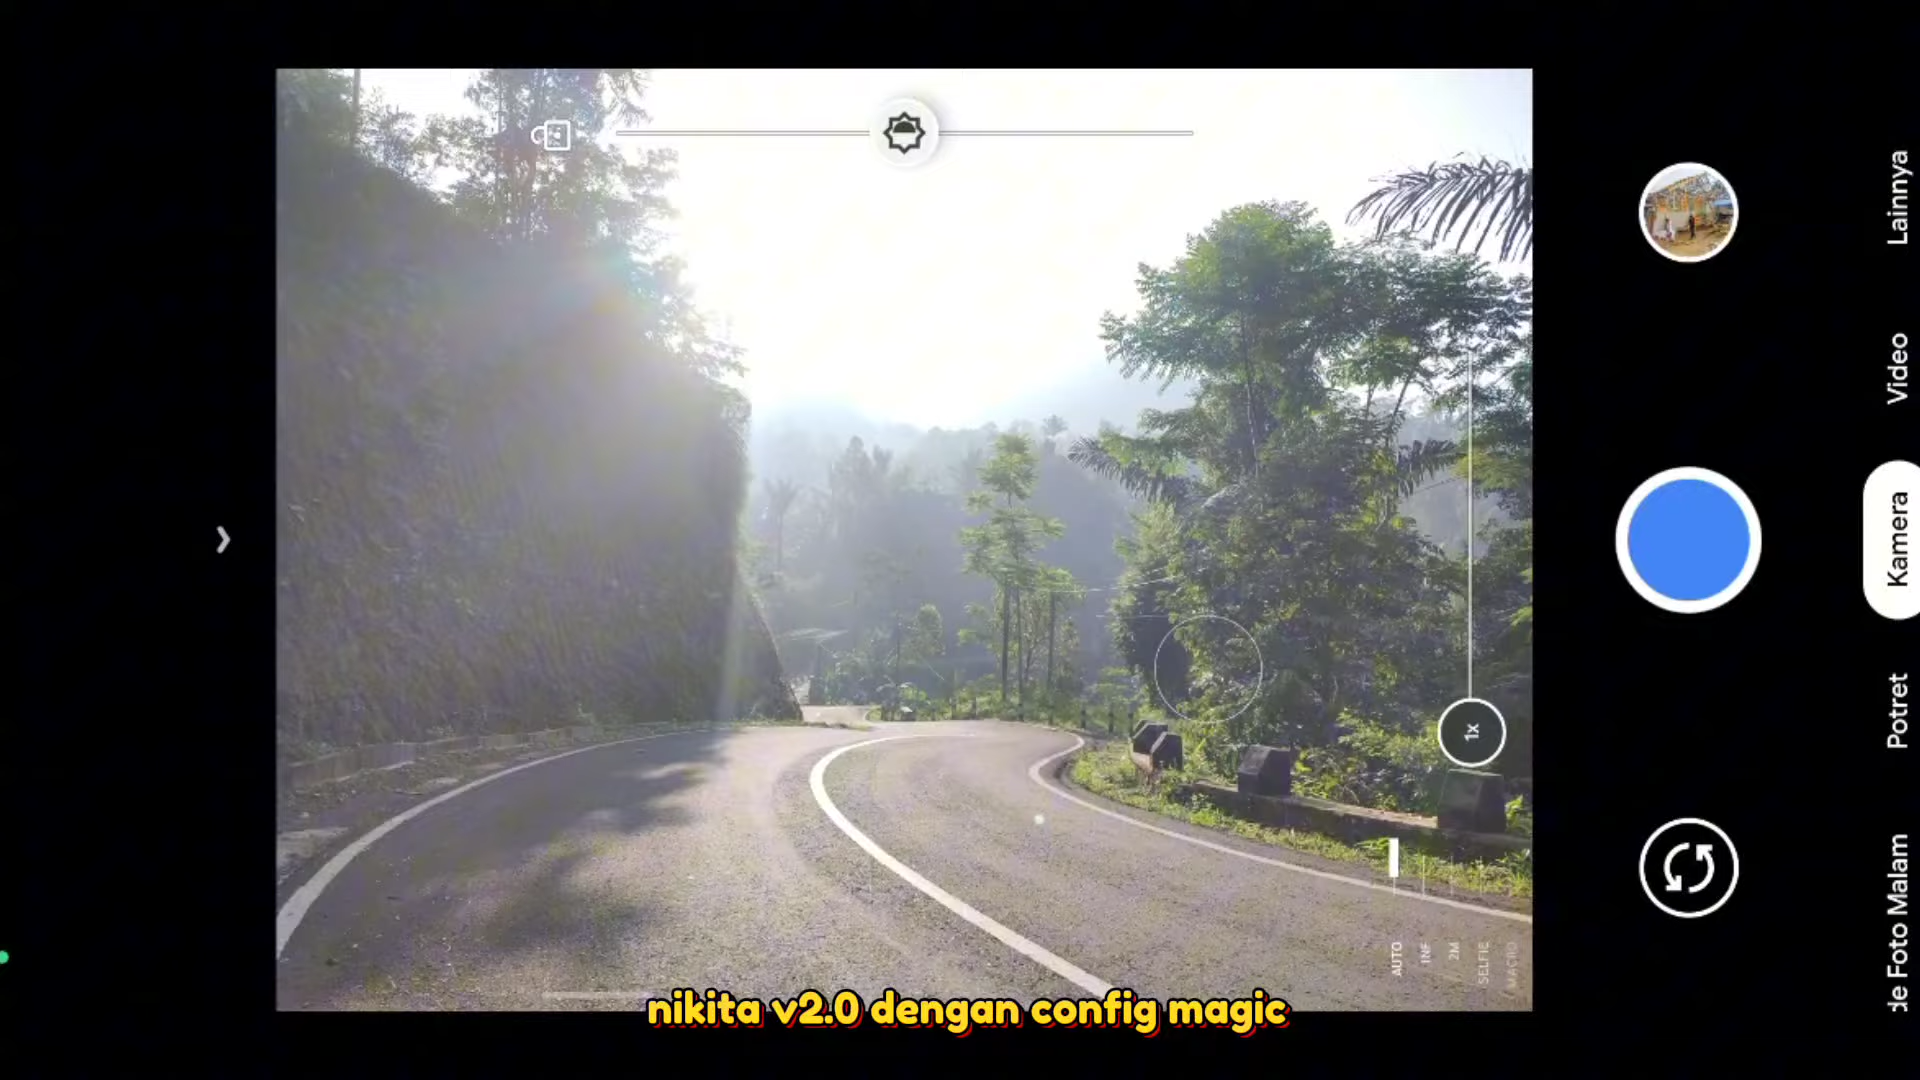 Lainnya
Video
Kamera
Potret
de Foto Malam
1x
AUTO
INF
2M
SELFIE
MACRO
nikita v2.0 dengan config magic